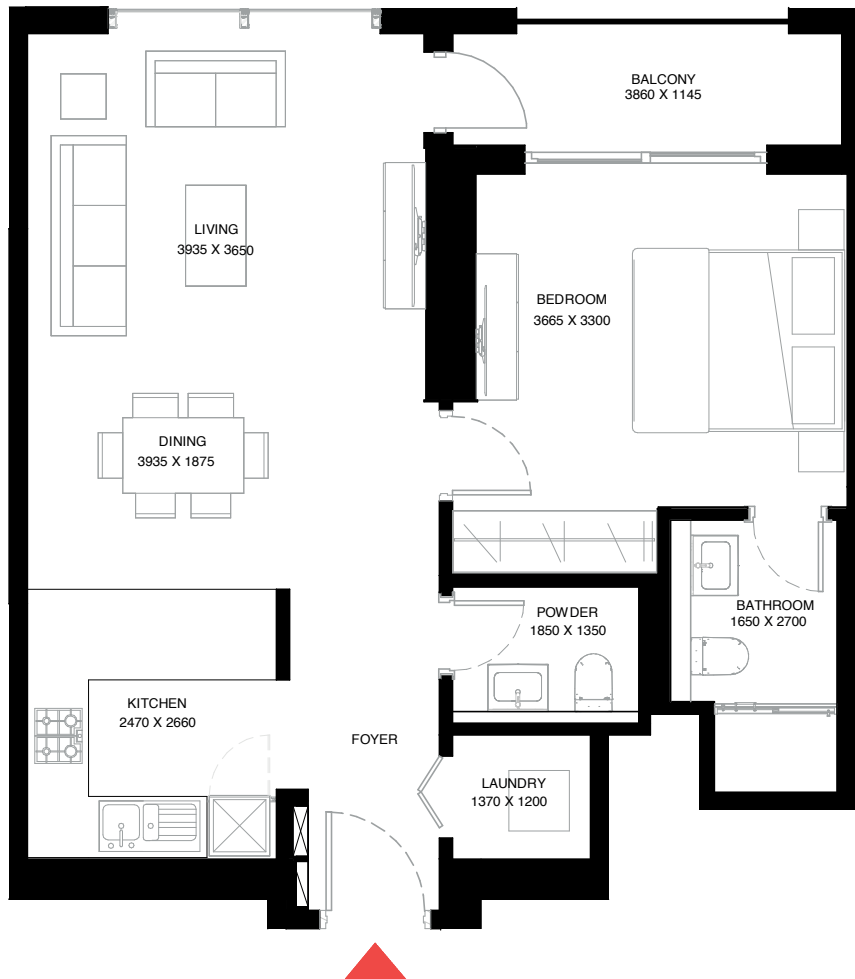 BALCONY
3860 X 1145
LIVING
3935 X 3650
BEDROOM
3665 X 3300
DINING
3935 X 1875
POWDER
1850 X 1350
BATHROOM
1650 X 2700
KITCHEN
2470 X 2660
FOYER
LAUNDRY
1370 X 1200